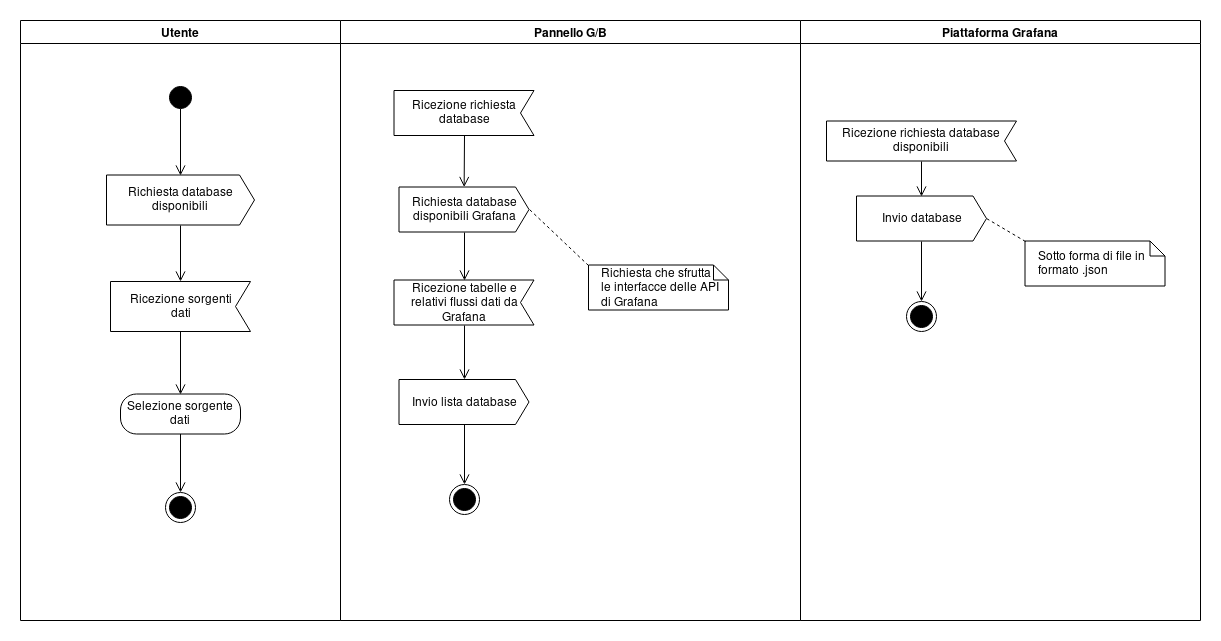 Utente
Pannello G/B
Piattaforma Grafana
Richiesta database
disponibili
Ricezione sorgenti
dati
Selezione sorgente
dati
Ricezione richiesta
database
Richiesta database
disponibili Grafana
Richiesta che sfrutta
le interfacce delle API
di Grafana
Ricezione tabelle e
relativi flussi dati da
Grafana
Invio lista database
Ricezione richiesta database
disponibili
Invio database
Sotto forma di file in
formato .json